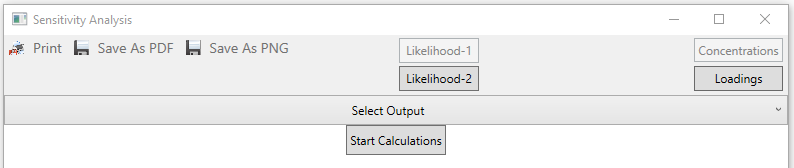 Sensitivity Analysis
Print Save As PDF Save As PNG Likelihood-1 Concentrations
Likelihood-2 Loadings
Select Output
Start Calculations